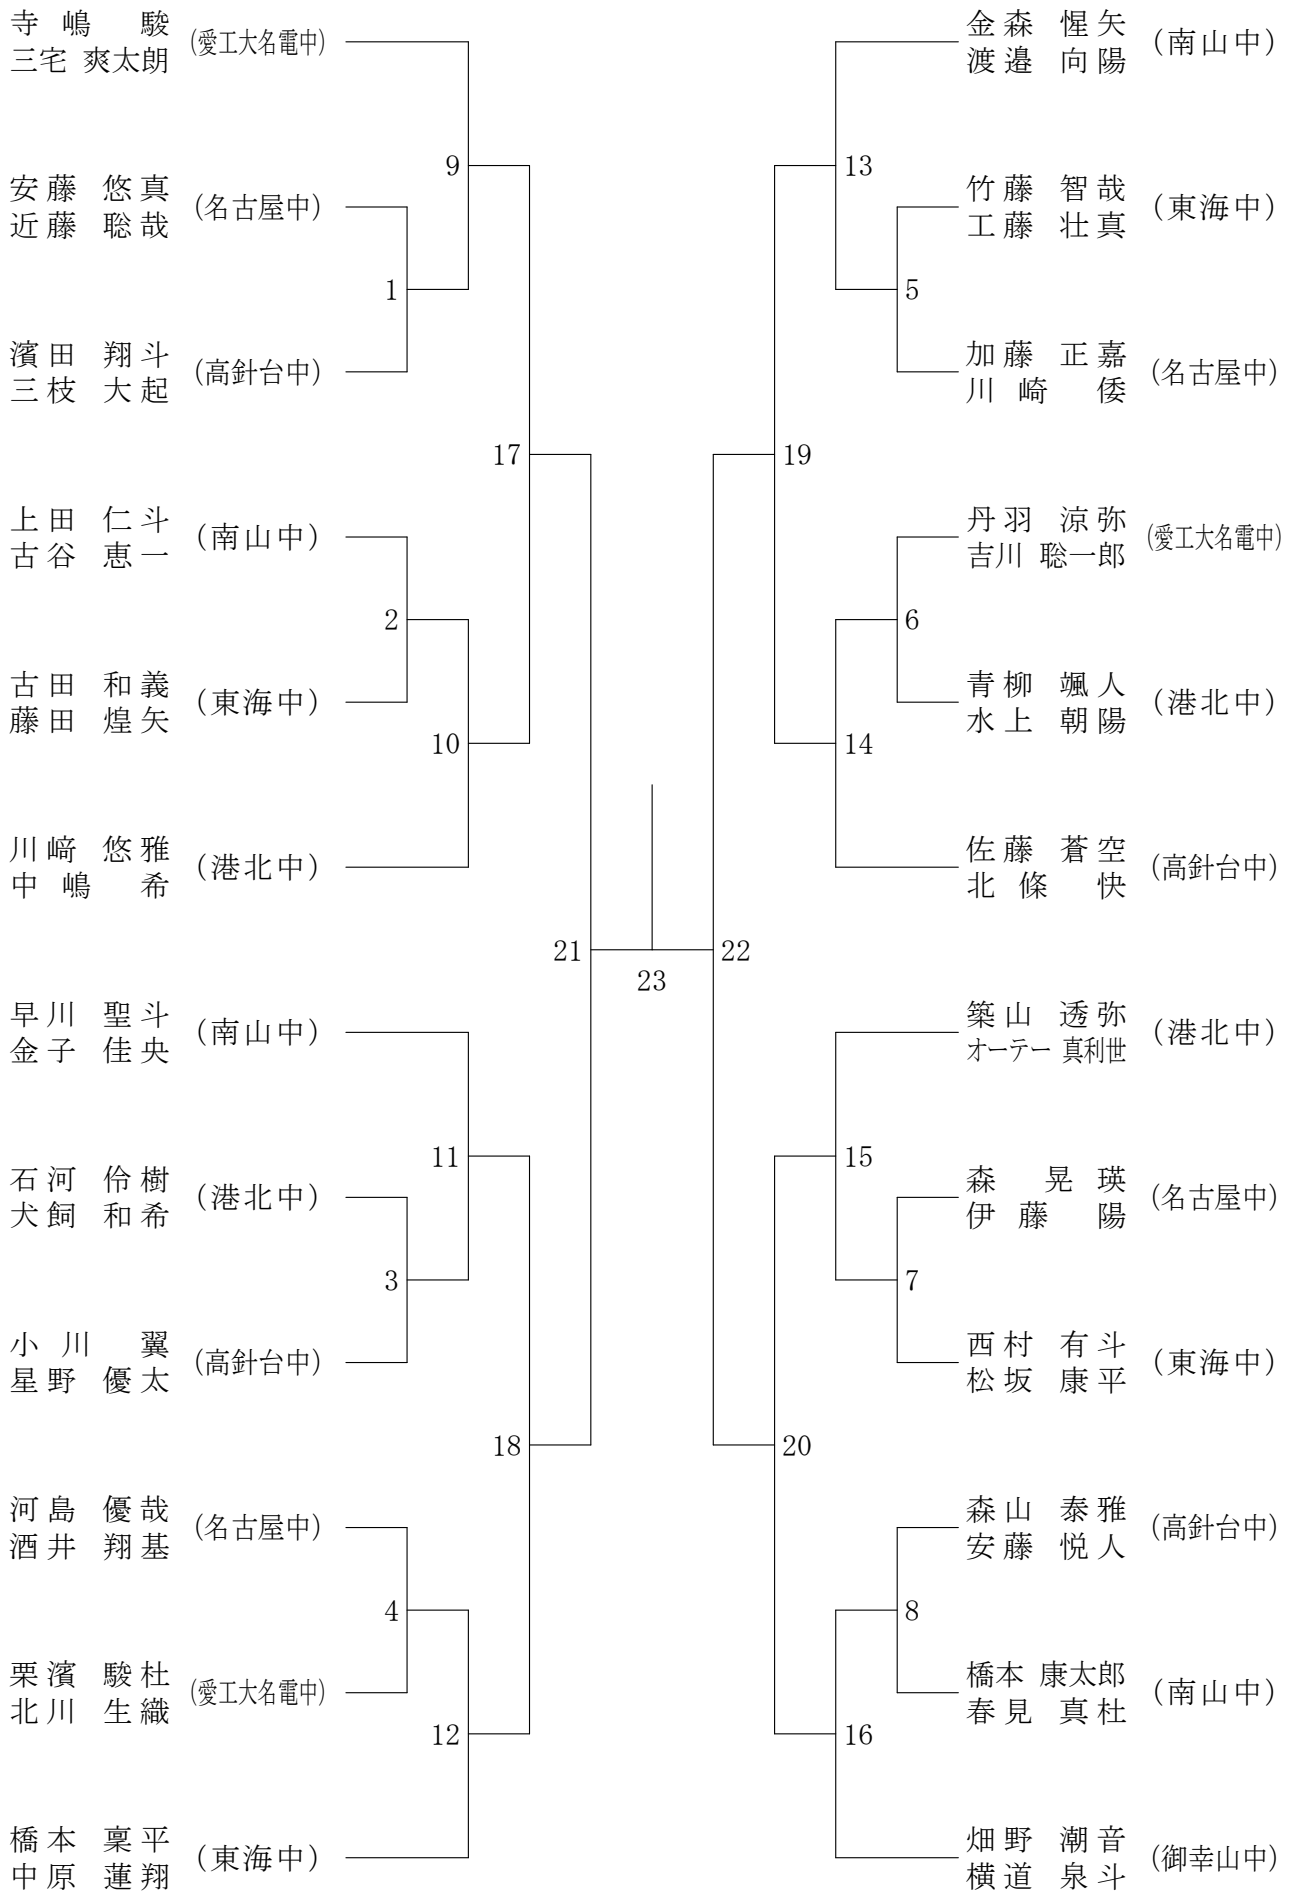 寺嶋 駿
三宅 爽太朗
(愛工大名電中)
9
安藤 悠真
近藤 聡哉
(名古屋中)
1
濱田 翔斗
三枝 大起
(高針台中)
17
上田 仁斗
古谷 恵一
(南山中)
2
古田 和義
藤田 煌矢
(東海中)
10
川﨑 悠雅
中嶋 希
(港北中)
21
早川 聖斗
金子 佳央
(南山中)
11
石河 伶樹
犬飼 和希
(港北中)
3
小川 翼
星野 優太
(高針台中)
18
河島 優哉
酒井 翔基
(名古屋中)
4
栗濱 駿杜
北川 生織
(愛工大名電中)
12
橋本 稟平
中原 蓮翔
(東海中)
23
金森 惺矢
渡邉 向陽
(南山中)
13
竹藤 智哉
工藤 壮真
(東海中)
5
加藤 正嘉
川崎 倭
(名古屋中)
19
丹羽 涼弥
吉川 聡一郎
(愛工大名電中)
6
青柳 颯人
水上 朝陽
(港北中)
14
佐藤 蒼空
北條 快
(高針台中)
22
築山 透弥
オーテー 真利世
(港北中)
15
森 晃瑛
伊藤 陽
(名古屋中)
7
西村 有斗
松坂 康平
(東海中)
20
森山 泰雅
安藤 悦人
(高針台中)
8
橋本 康太郎
春見 真杜
(南山中)
16
畑野 潮音
横道 泉斗
(御幸山中)